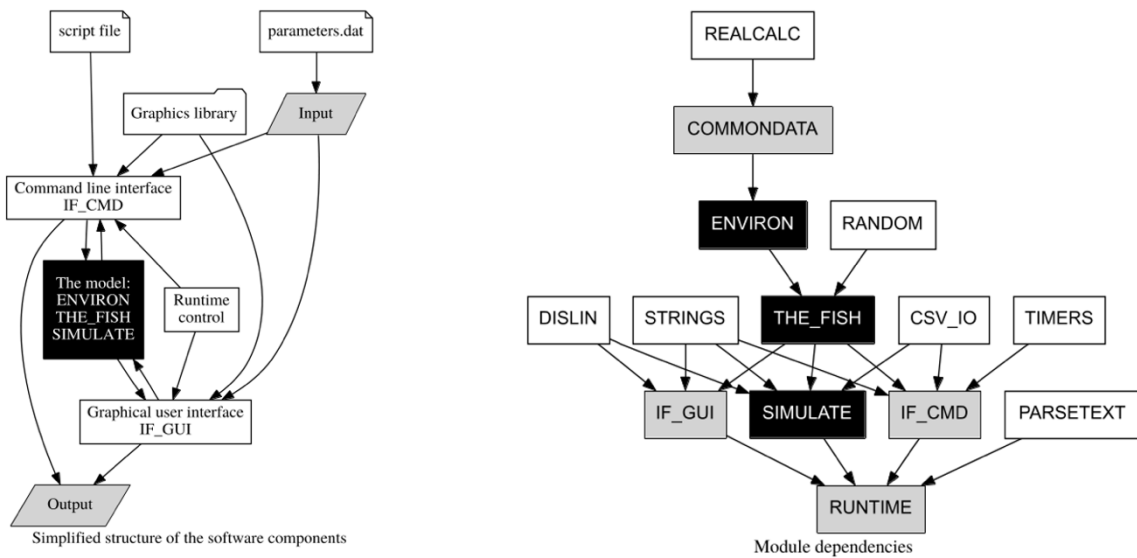 script file
parameters.dat
Graphics library
Input
Command line interface
IF_CMD
The model:
ENVIRON
THE_FISH
SIMULATE
Runtime
control
Graphical user interface
IF_GUI
Output
Simplified structure of the software components
REALCALC
COMMONDATA
ENVIRON
RANDOM
DISLIN
STRINGS
THE_FISH
CSV_IO
TIMERS
IF_GUI
SIMULATE
IF_CMD
PARSETEXT
RUNTIME
Module dependencies